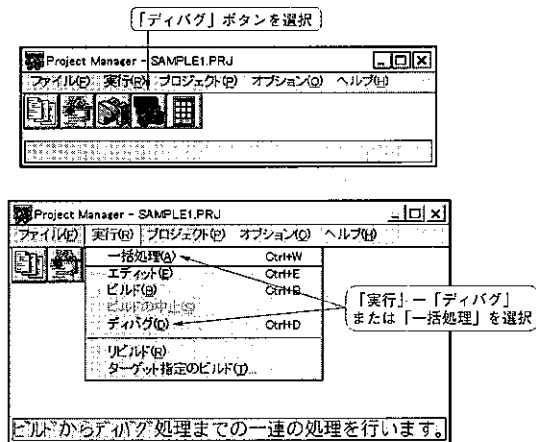 「ディバグ」ボタンを選択
Project Manager - SAMPLE1.PRJ
ファイル(F) 実行(R) プロジェクト(P) オプション(O) ヘルプ(H)
Project Manager - SAMPLE1.PRJ
ファイル(F) 実行(R) プロジェクト(P) オプション(O) ヘルプ(H)
一括処理(A) Ctrl+W
エディット(E) Ctrl+E
ビルド(B) Ctrl+B
ビルドの中止(S)
ディバグ(D) Ctrl+D
リビルド(R)
ターゲット指定のビルド(T)...
「実行」－「ディバグ」
または「一括処理」を選択
ビルドからディバグ処理までの一連の処理を行います。